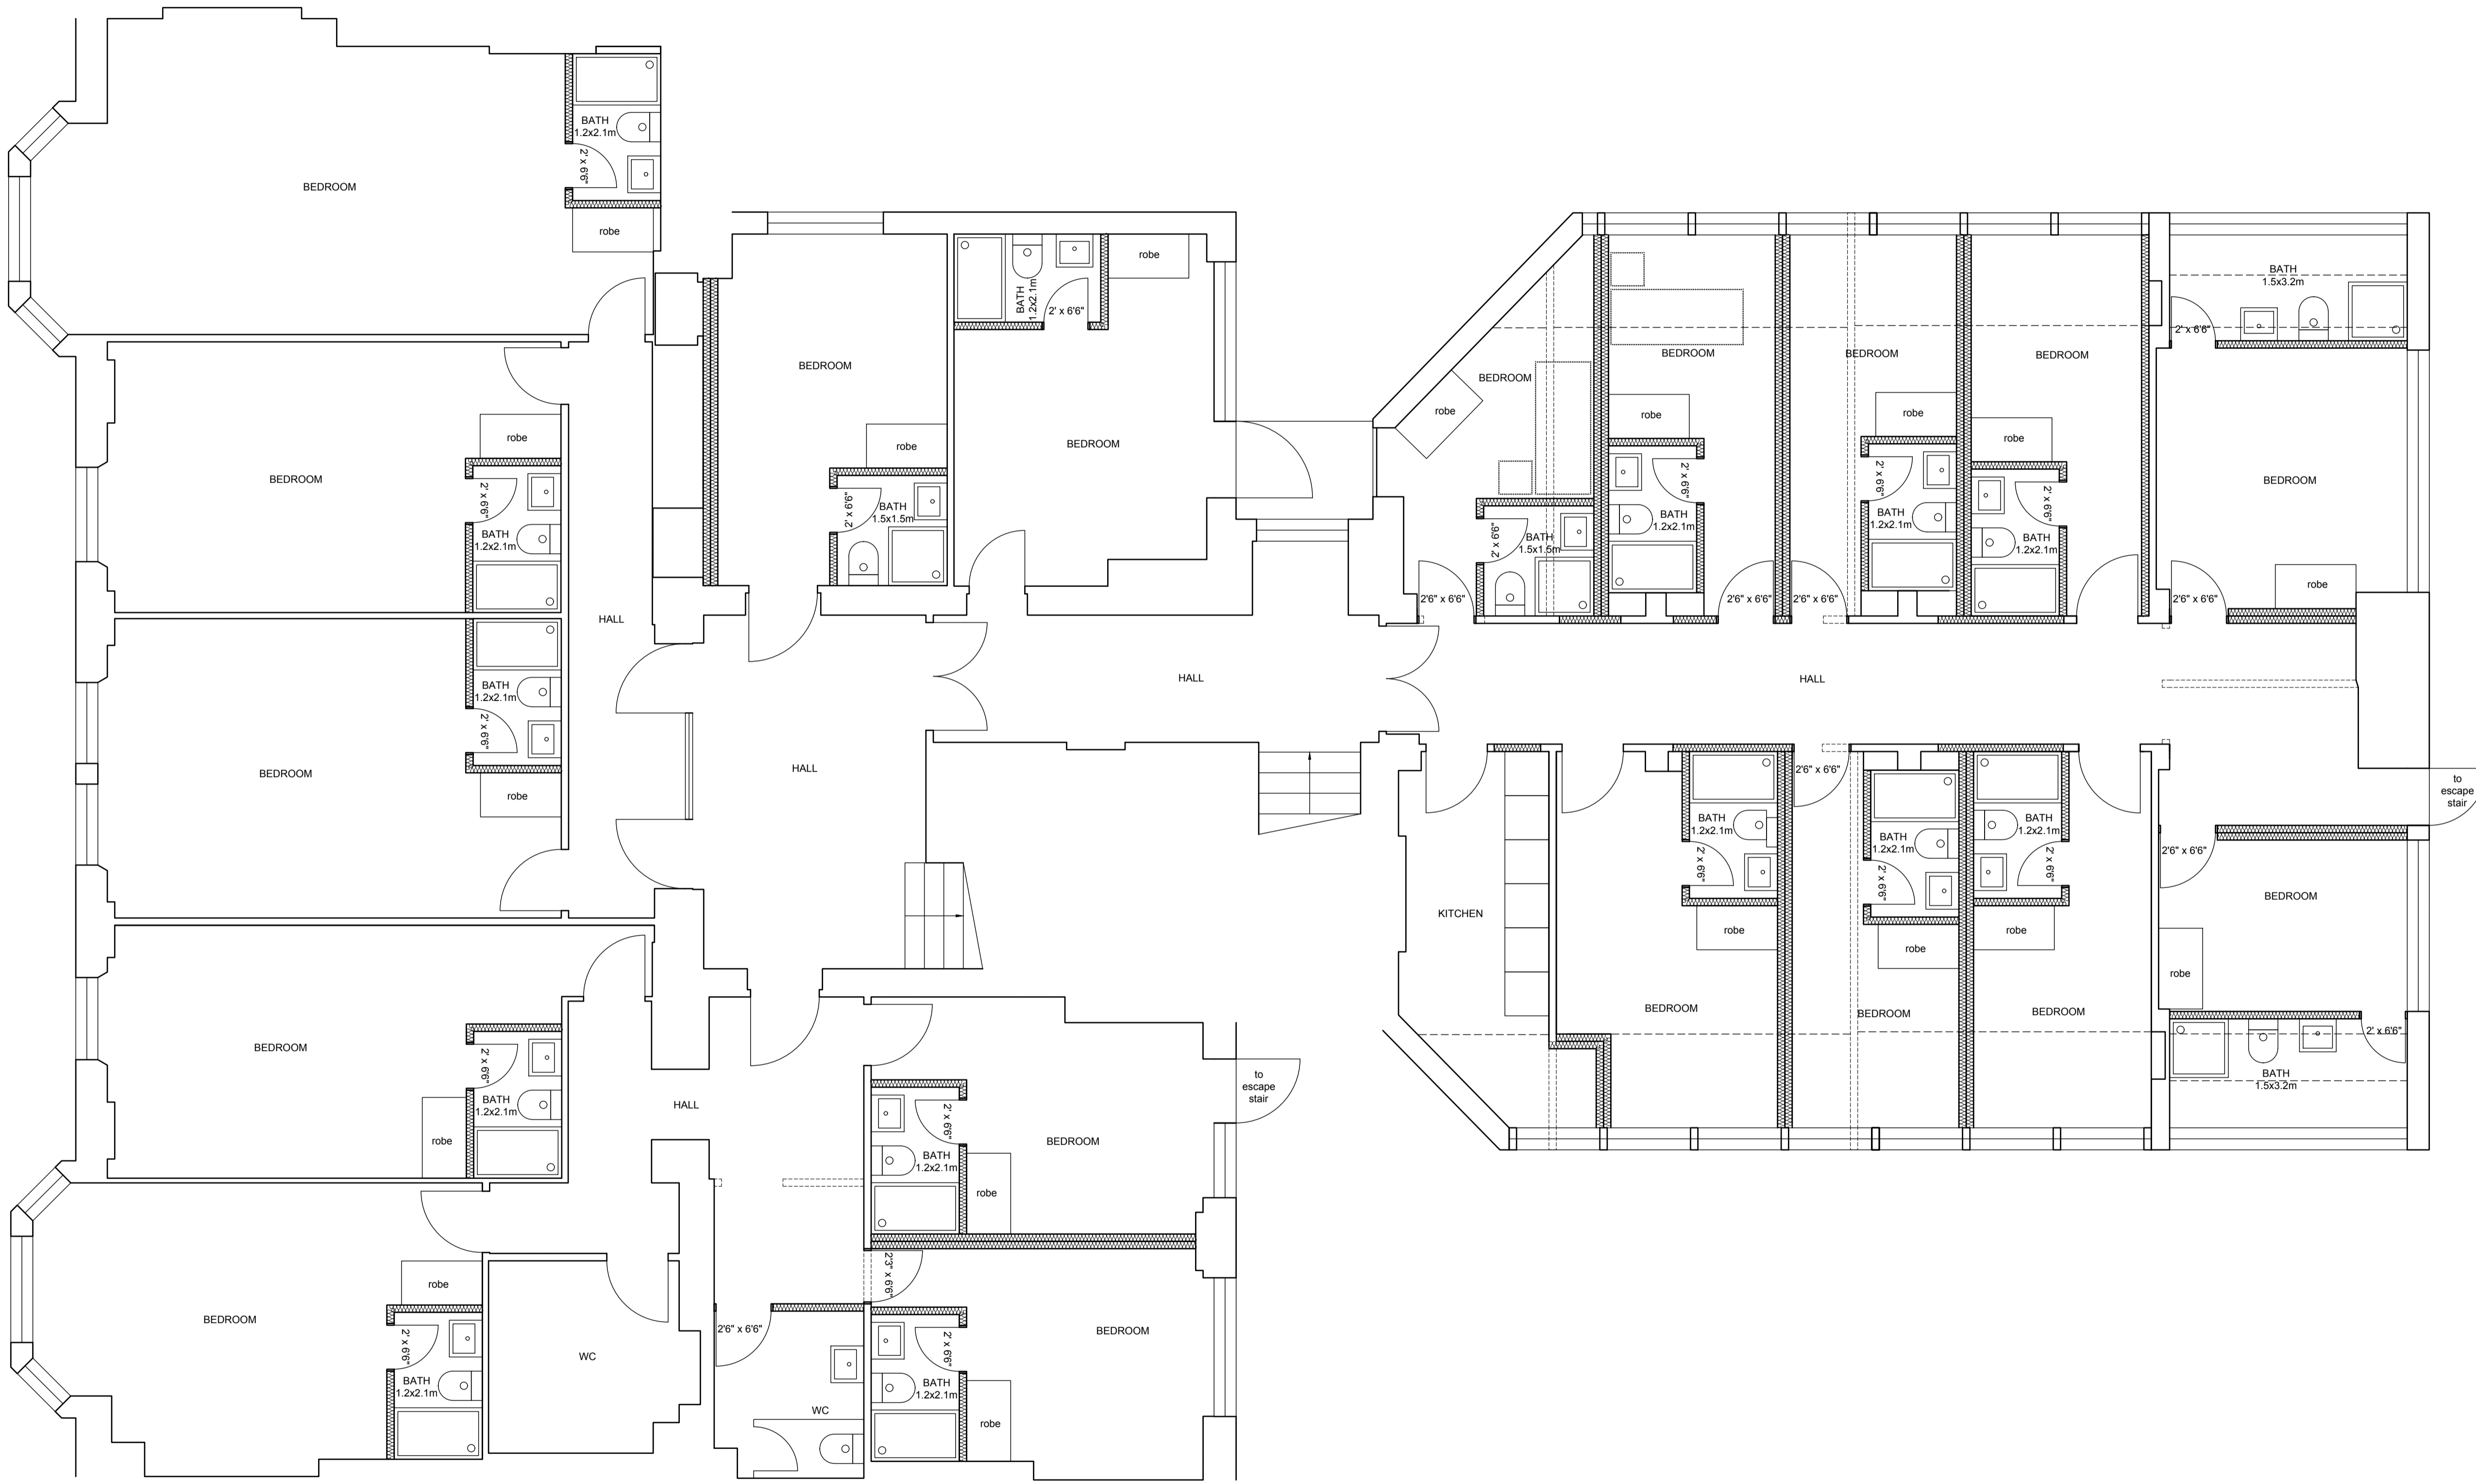 BATH
1.2x2.1m
2' x 6'6"
BEDROOM
robe
BEDROOM
robe
2' x 6'6"
BATH
1.2x2.1m
BATH
1.2x2.1m
2' x 6'6"
BEDROOM
robe
HALL
BEDROOM
robe
2' x 6'6"
BATH
1.5x1.5m
BATH
1.2x2.1m
2' x 6'6"
robe
BEDROOM
HALL
HALL
BEDROOM
robe
2' x 6'6"
BATH
1.5x1.5m
2'6" x 6'6"
BEDROOM
robe
2' x 6'6"
BATH
1.2x2.1m
2'6" x 6'6"
BEDROOM
robe
2' x 6'6"
BATH
1.2x2.1m
2'6" x 6'6"
BEDROOM
robe
2' x 6'6"
BATH
1.2x2.1m
BATH
1.5x3.2m
2' x 6'6"
BEDROOM
robe
2'6" x 6'6"
HALL
to
escape
stair
KITCHEN
BATH
1.2x2.1m
2' x 6'6"
robe
BEDROOM
2'6" x 6'6"
BATH
1.2x2.1m
2' x 6'6"
robe
BEDROOM
BATH
1.2x2.1m
2' x 6'6"
robe
BEDROOM
2'6" x 6'6"
BEDROOM
robe
2' x 6'6"
BATH
1.5x3.2m
BEDROOM
2' x 6'6"
BATH
1.2x2.1m
robe
HALL
to
escape
stair
2' x 6'6"
BATH
1.2x2.1m
BEDROOM
robe
2'3" x 6'6"
BEDROOM
robe
2' x 6'6"
BATH
1.2x2.1m
WC
2'6" x 6'6"
WC
2' x 6'6"
BATH
1.2x2.1m
BEDROOM
robe